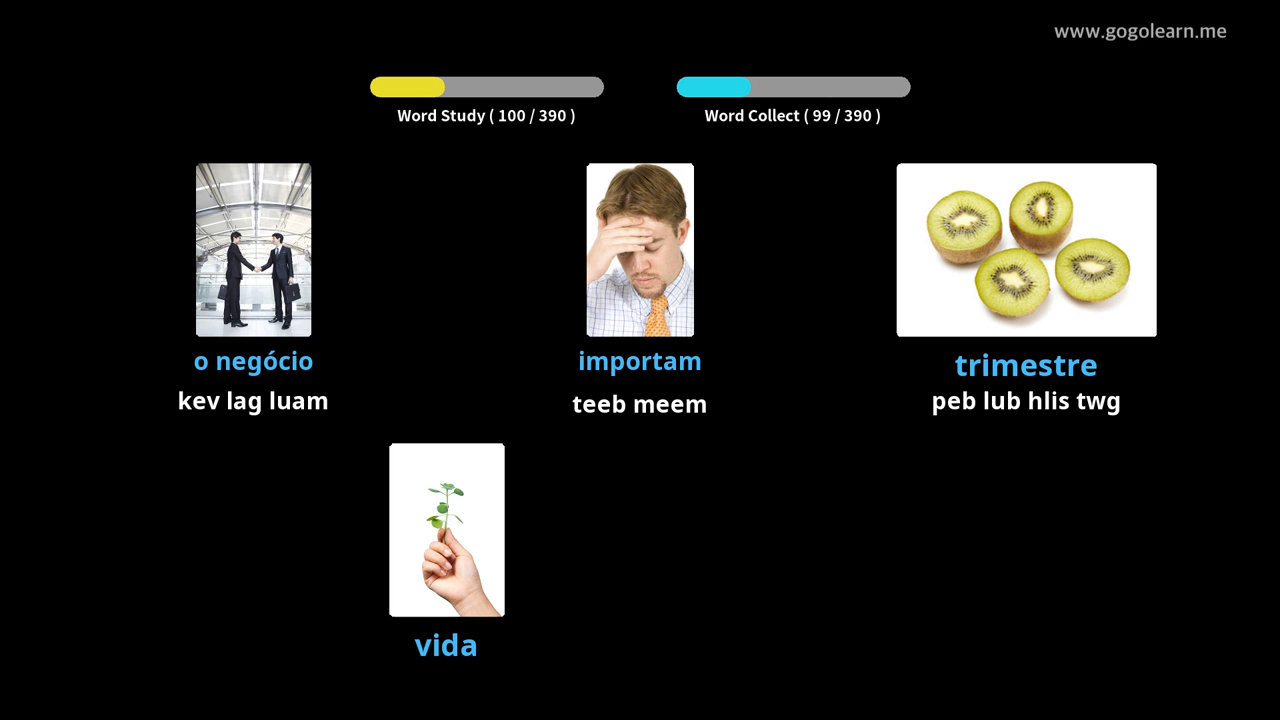 www.gogolearn.me
Word Study ( 100 / 390 )
Word Collect ( 99 / 390 )
o negócio
importam
trimestre
kev lag luam
teeb meem
peb lub hlis twg
vida